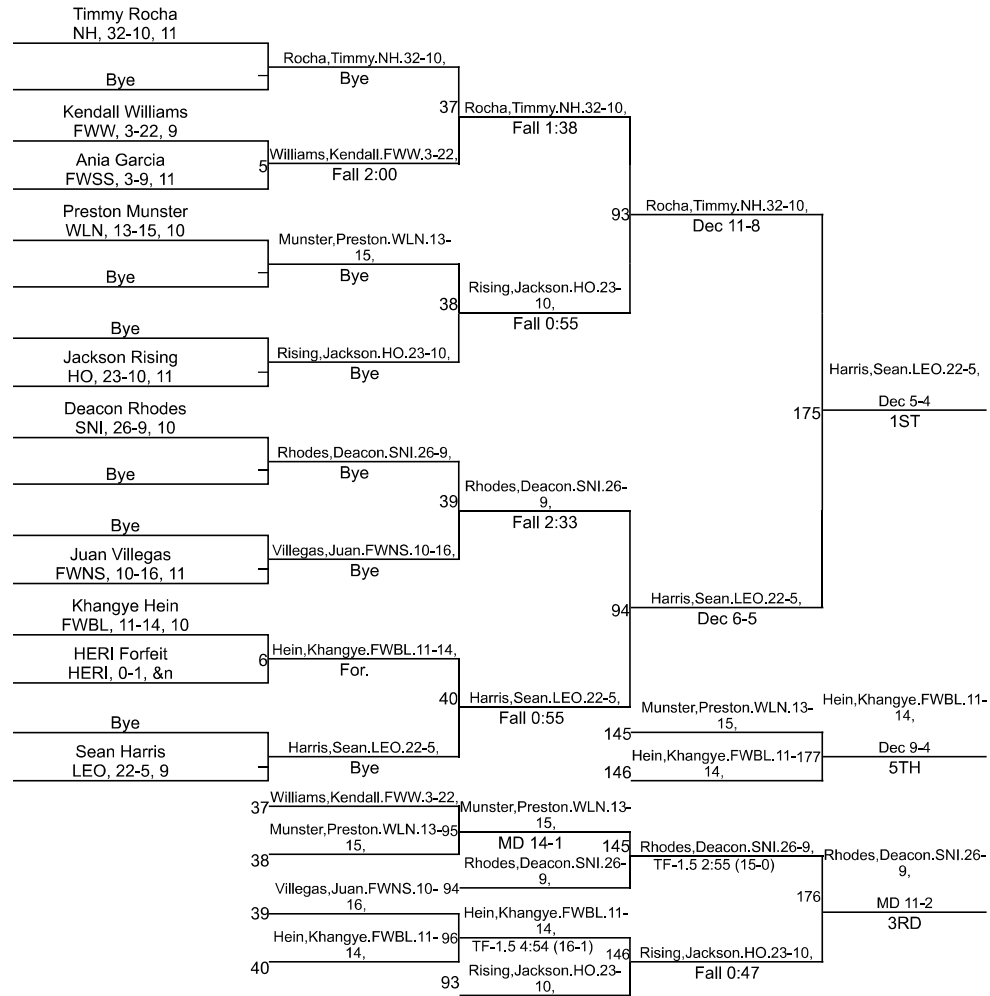 Timmy Rocha
NH, 32-10, 11
Bye
Kendall Williams
FWW, 3-22, 9
Ania Garcia
FWSS, 3-9, 11
Preston Munster
WLN, 13-15, 10
Bye
Bye
Jackson Rising
HO, 23-10, 11
Deacon Rhodes
SNI, 26-9, 10
Bye
Bye
Juan Villegas
FWNS, 10-16, 11
Khangye Hein
FWBL, 11-14, 10
HERI Forfeit
HERI, 0-1, &n
Bye
Sean Harris
LEO, 22-5, 9
Rocha,Timmy.NH.32-10,
Bye
5
Williams,Kendall.FWW.3-22,
Fall 2:00
Munster,Preston.WLN.13-
15,
Bye
Rising,Jackson.HO.23-10,
Bye
Rhodes,Deacon.SNI.26-9,
Bye
Villegas,Juan.FWNS.10-16,
Bye
6
Hein,Khangye.FWBL.11-14,
For.
Harris,Sean.LEO.22-5,
Bye
37
Rocha,Timmy.NH.32-10,
Fall 1:38
38
Rising,Jackson.HO.23-
10,
Fall 0:55
39
Rhodes,Deacon.SNI.26-
9,
Fall 2:33
40
Harris,Sean.LEO.22-5,
Fall 0:55
93
Rocha,Timmy.NH.32-10,
Dec 11-8
94
Harris,Sean.LEO.22-5,
Dec 6-5
175
Harris,Sean.LEO.22-5,
Dec 5-4
1ST
145
Munster,Preston.WLN.13-
15,
146
Hein,Khangye.FWBL.11-
14,
177
Hein,Khangye.FWBL.11-
14,
Dec 9-4
5TH
37
Williams,Kendall.FWW.3-22,
38
Munster,Preston.WLN.13-
15,
39
Villegas,Juan.FWNS.10-
16,
40
Hein,Khangye.FWBL.11-
14,
95
Munster,Preston.WLN.13-
15,
MD 14-1
94
Rhodes,Deacon.SNI.26-
9,
96
Hein,Khangye.FWBL.11-
14,
TF-1.5 4:54 (16-1)
93
Rising,Jackson.HO.23-
10,
145
Rhodes,Deacon.SNI.26-9,
TF-1.5 2:55 (15-0)
146
Rising,Jackson.HO.23-10,
Fall 0:47
176
Rhodes,Deacon.SNI.26-
9,
MD 11-2
3RD